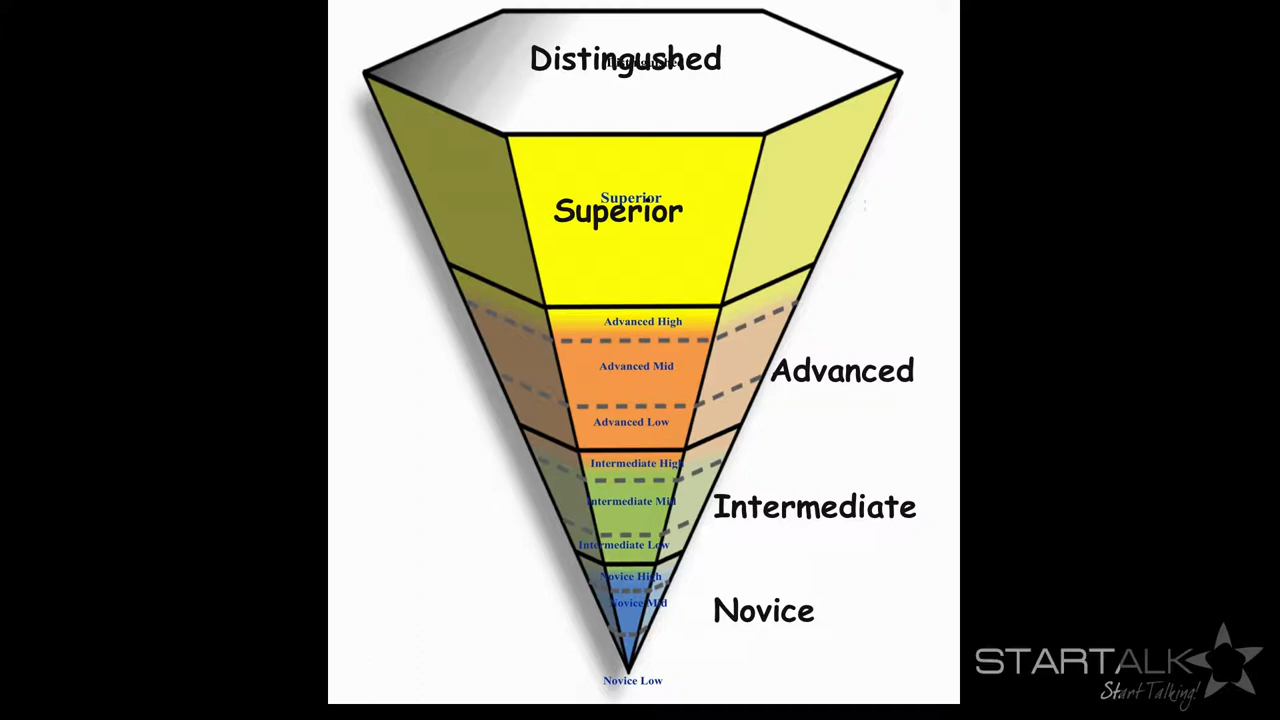 Distingushed
Superior
Superior
Advanced High
Advanced Mid
Advanced
Advanced Low
Intermediate High
Intermediate Mid
Intermediate
Intermediate Low
Novice High
Novice Mid
Novice
Novice Low
STARTALK
Start Talking!